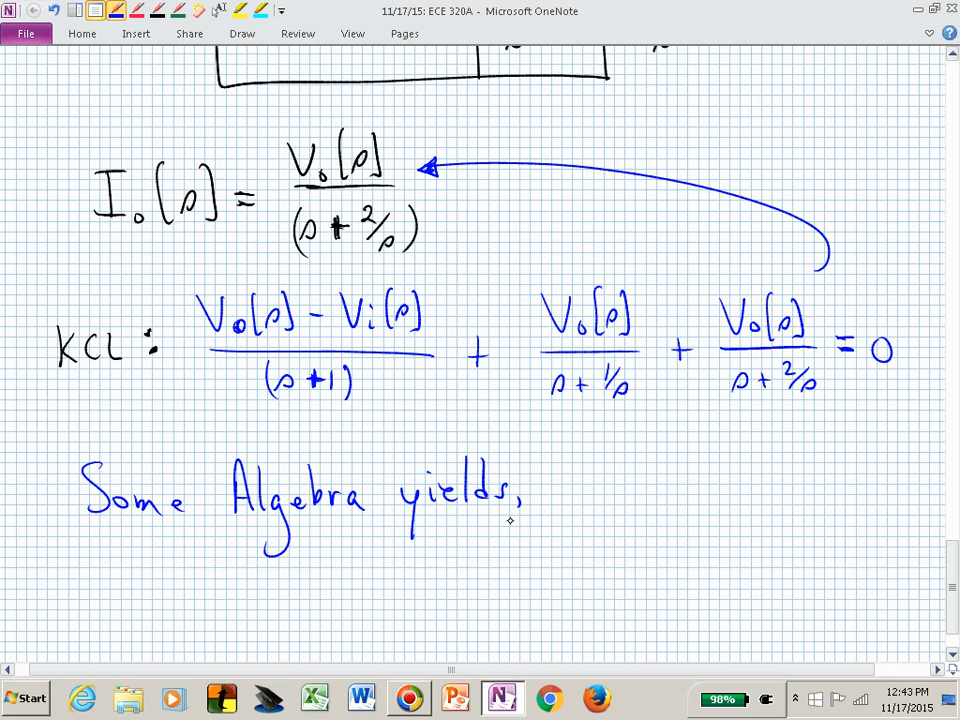 11/17/15: ECE 320A - Microsoft OneNote
File Home Insert Share Draw Review View Pages
I₀[s] = V₀[s] / (s + 2/s)
KCL: V₀[s] - Vi[s] / (s+1) + V₀[s] / s + 1/s + V₀[s] / s + 2/s = 0
Some Algebra yields,
Start 98% 12:43 PM
11/17/2015